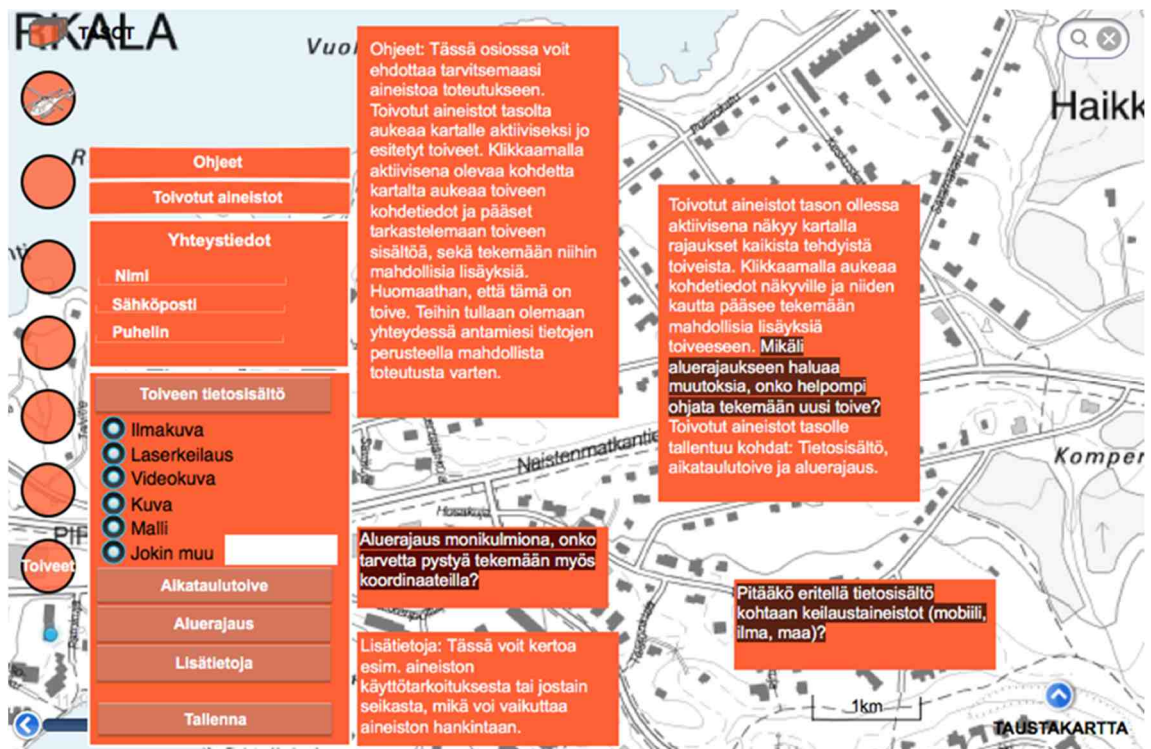 RKALA
TASOT
Haikk
Puistokatu
Satamakatu
Naistenmatkantie
Hosakuja
Komper
PIR
Ohjeet
Toivotut aineistot
Yhteystiedot
Nimi
Sähköposti
Puhelin
Toiveen tietosisältö
Ilmakuva
Laserkeilaus
Videokuva
Kuva
Malli
Jokin muu
Toiveet
Aikataulutoive
Aluerajaus
Lisätietoja
Tallenna
Ohjeet: Tässä osiossa voit
ehdottaa tarvitsemaasi
aineistoa toteutukseen.
Toivotut aineistot tasolta
aukeaa kartalle aktiiviseksi jo
esitetyt toiveet. Klikkaamalla
aktiivisena olevaa kohdetta
kartalta aukeaa toiveen
kohdetiedot ja pääset
tarkastelemaan toiveen
sisältöä, sekä tekemään niihin
mahdollisia lisäyksiä.
Huomaathan, että tämä on
toive. Teihin tullaan olemaan
yhteydessä antamiesi tietojen
perusteella mahdollista
toteutusta varten.
Toivotut aineistot tason ollessa
aktiivisena näkyy kartalla
rajaukset kaikista tehdyistä
toiveista. Klikkaamalla aukeaa
kohdetiedot näkyville ja niiden
kautta pääsee tekemään
mahdollisia lisäyksiä
toiveeseen. Mikäli
aluerajaukseen haluaa
muutoksia, onko helpompi
ohjata tekemään uusi toive?
Toivotut aineistot tasolle
tallentuu kohdat: Tietosisältö,
aikataulutoive ja aluerajaus.
Aluerajaus monikulmiona, onko
tarvetta pystyä tekemään myös
koordinaateilla?
Pitääkö eritellä tietosisältö
kohtaan keilaustaineistot (mobiili,
ilma, maa)?
Lisätietoja: Tässä voit kertoa
esim. aineiston
käyttötarkoituksesta tai jostain
seikasta, mikä voi vaikuttaa
aineiston hankintaan.
1km
TAUSTAKARTTA